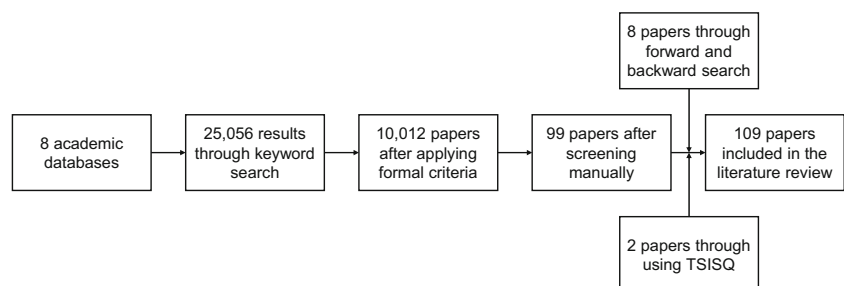 8 papers through
forward and
backward search
8 academic
databases
25,056 results
through keyword
search
10,012 papers
after applying
formal criteria
99 papers after
screening
manually
109 papers
included in the
literature review
2 papers through
using TSISQ